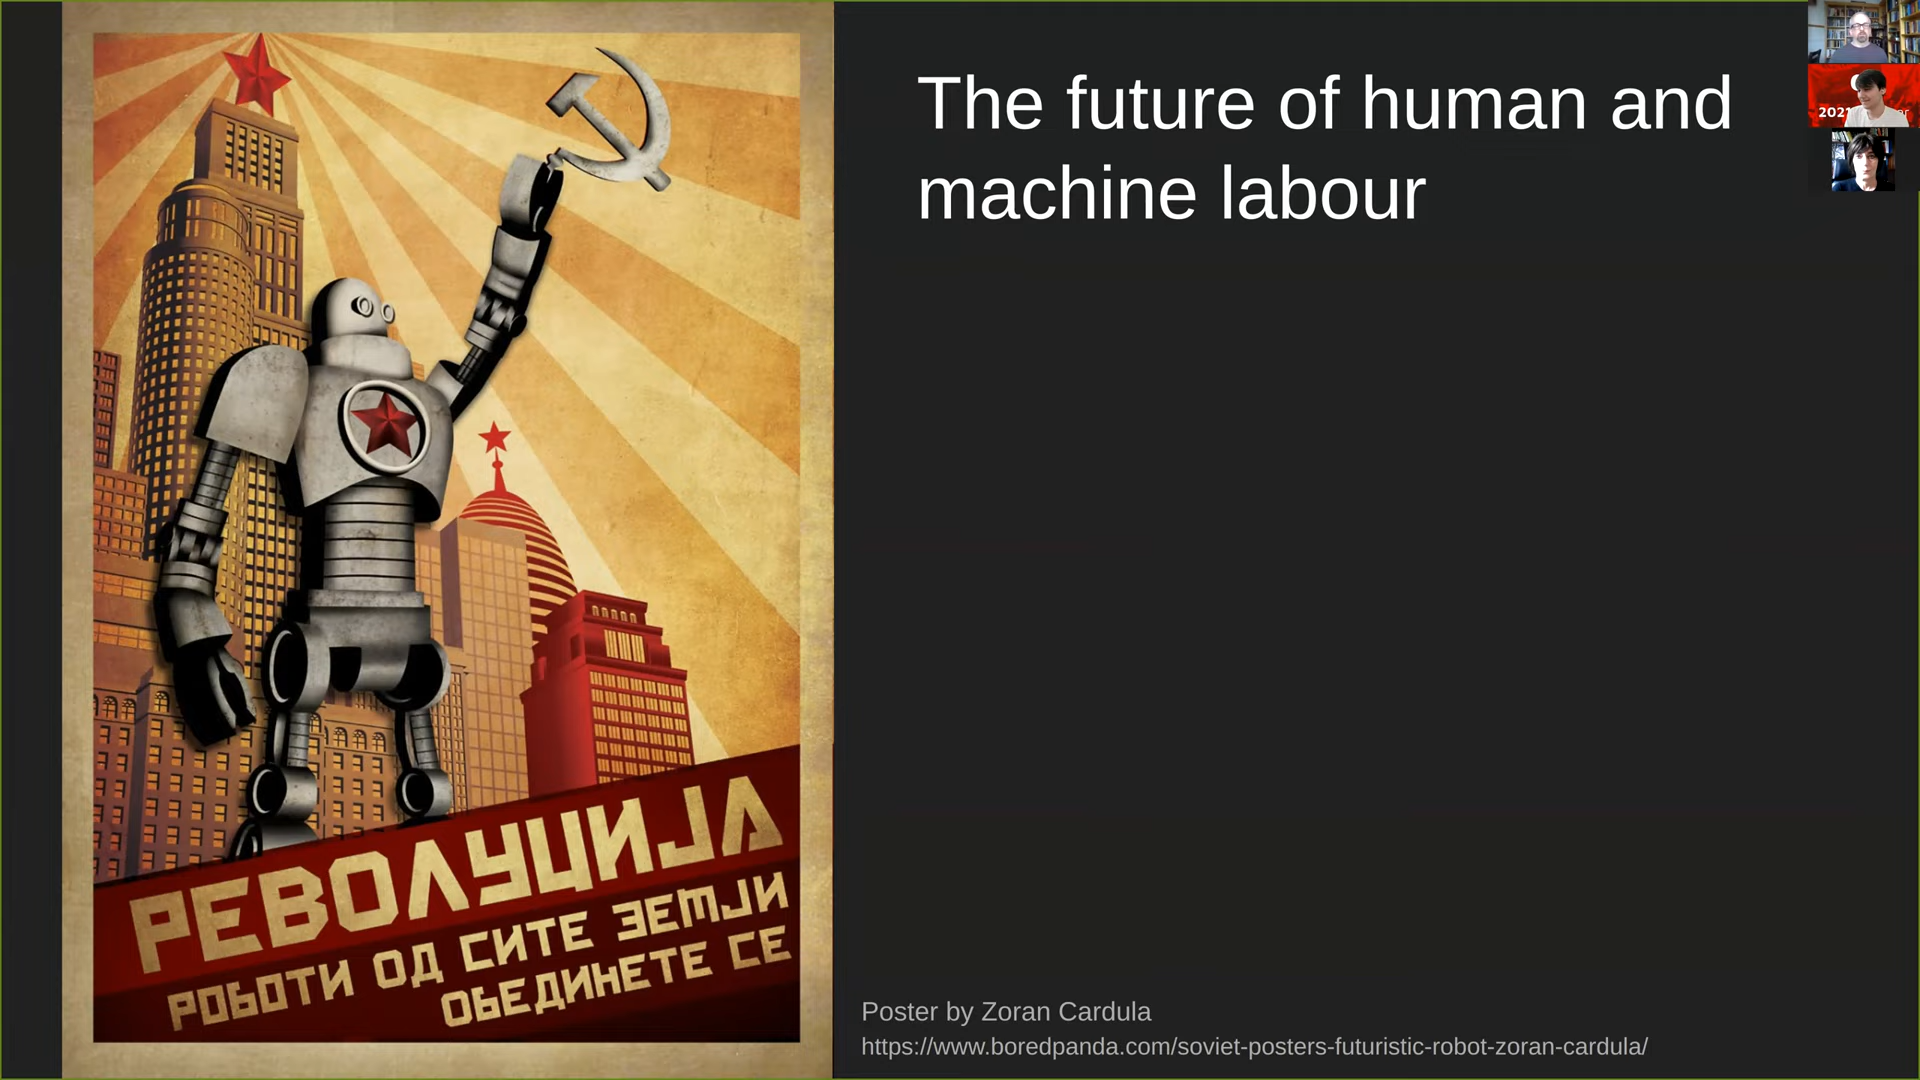 The future of human and
machine labour
РЕВОЛУЦИЈА
РОБОТИ ОД СИТЕ ЗЕМЈИ
ОБЕДИНЕТЕ СЕ
Poster by Zoran Cardula
https://www.boredpanda.com/soviet-posters-futuristic-robot-zoran-cardula/